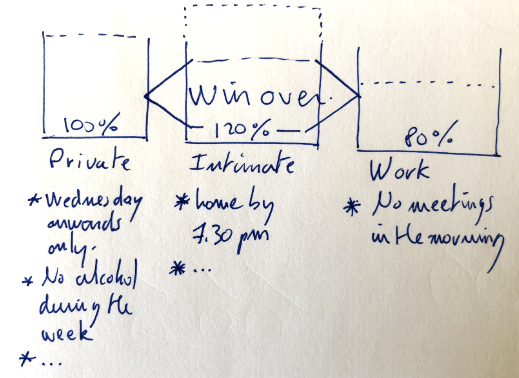 Win over.
100%
120%
80%
Private
Intimate
Work
* Wednesday
onwards
only.
* No alcohol
during the
week
* ...
* home by
7.30 pm
* ...
* No meetings
in the morning